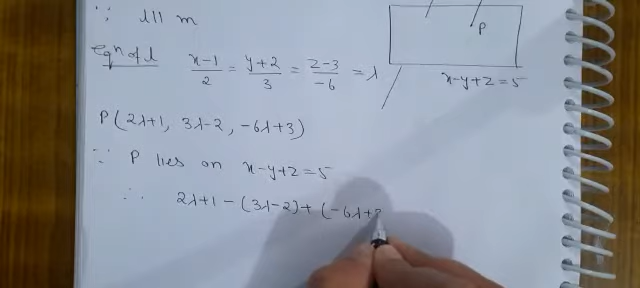 ∵ l ∥ m
P
Eqn of l   x-1/2 = y+2/3 = z-3/-6 = λ
x-y+z=5
P(2λ+1, 3λ-2, -6λ+3)
∵ P lies on x-y+z=5
∴ 2λ+1-(3λ-2)+(-6λ+3